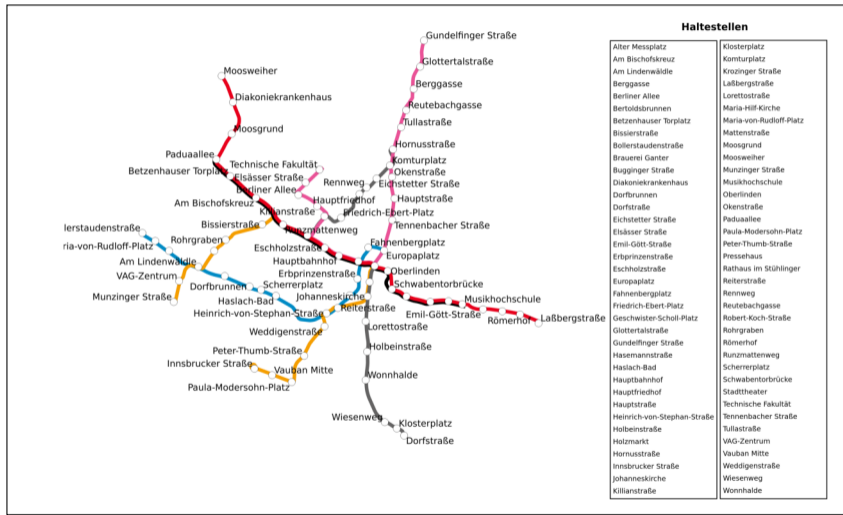 Gundelfinger Straße
Glottertalstraße
Moosweiher
Berggasse
Diakoniekrankenhaus
Reutebachgasse
Tullastraße
Moosgrund
Hornusstraße
Paduaallee
Komturplatz
Technische Fakultät
Betzenhauser Torplatz
Okenstraße
Elsässer Straße
Rennweg
Eichstetter Straße
Berliner Allee
Hauptfriedhof
Hauptstraße
Am Bischofskreuz
Killianstraße
Friedrich-Ebert-Platz
Bissierstraße
Tennenbacher Straße
llerstaudenstraße
Runzmattenweg
Rohrgraben
Fahnenbergplatz
ria-von-Rudloff-Platz
Eschholzstraße
Europaplatz
Am Lindenwäldle
Hauptbahnhof
Oberlinden
VAG-Zentrum
Erbprinzenstraße
Schwabentorbrücke
Dorfbrunnen
Scherrerplatz
Munzinger Straße
Johanneskirche
Musikhochschule
Haslach-Bad
Reiterstraße
Heinrich-von-Stephan-Straße
Emil-Gött-Straße
Römerhof
Laßbergstraße
Lorettostraße
Weddigenstraße
Peter-Thumb-Straße
Holbeinstraße
Innsbrucker Straße
Vauban Mitte
Wonnhalde
Paula-Modersohn-Platz
Wiesenweg
Klosterplatz
Dorfstraße
Haltestellen
Alter Messplatz
Am Bischofskreuz
Am Lindenwäldle
Berggasse
Berliner Allee
Bertoldsbrunnen
Betzenhauser Torplatz
Bissierstraße
Bollerstaudenstraße
Brauerei Ganter
Bugginger Straße
Diakoniekrankenhaus
Dorfbrunnen
Dorfstraße
Eichstetter Straße
Elsässer Straße
Emil-Gött-Straße
Erbprinzenstraße
Eschholzstraße
Europaplatz
Fahnenbergplatz
Friedrich-Ebert-Platz
Geschwister-Scholl-Platz
Glottertalstraße
Gundelfinger Straße
Hasemannstraße
Haslach-Bad
Hauptbahnhof
Hauptfriedhof
Hauptstraße
Heinrich-von-Stephan-Straße
Holbeinstraße
Holzmarkt
Hornusstraße
Innsbrucker Straße
Johanneskirche
Killianstraße
Klosterplatz
Komturplatz
Krozinger Straße
Laßbergstraße
Lorettostraße
Maria-Hilf-Kirche
Maria-von-Rudloff-Platz
Mattenstraße
Moosgrund
Moosweiher
Munzinger Straße
Musikhochschule
Oberlinden
Okenstraße
Paduaallee
Paula-Modersohn-Platz
Peter-Thumb-Straße
Pressehaus
Rathaus im Stühlinger
Reiterstraße
Rennweg
Reutebachgasse
Robert-Koch-Straße
Rohrgraben
Römerhof
Runzmattenweg
Scherrerplatz
Schwabentorbrücke
Stadttheater
Technische Fakultät
Tennenbacher Straße
Tullastraße
VAG-Zentrum
Vauban Mitte
Weddigenstraße
Wiesenweg
Wonnhalde